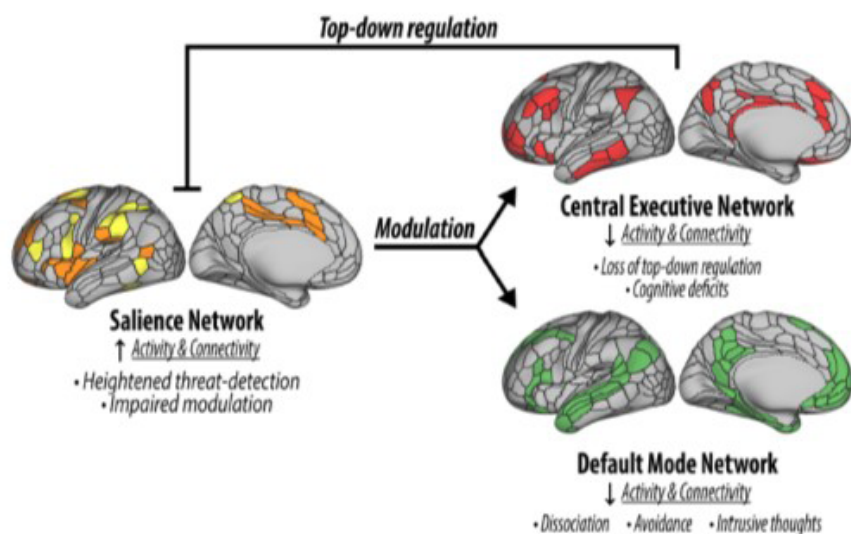 Top-down regulation
Modulation
Salience Network
↑ Activity & Connectivity
• Heightened threat-detection
• Impaired modulation
Central Executive Network
↓ Activity & Connectivity
• Loss of top-down regulation
• Cognitive deficits
Default Mode Network
↓ Activity & Connectivity
• Dissociation • Avoidance • Intrusive thoughts